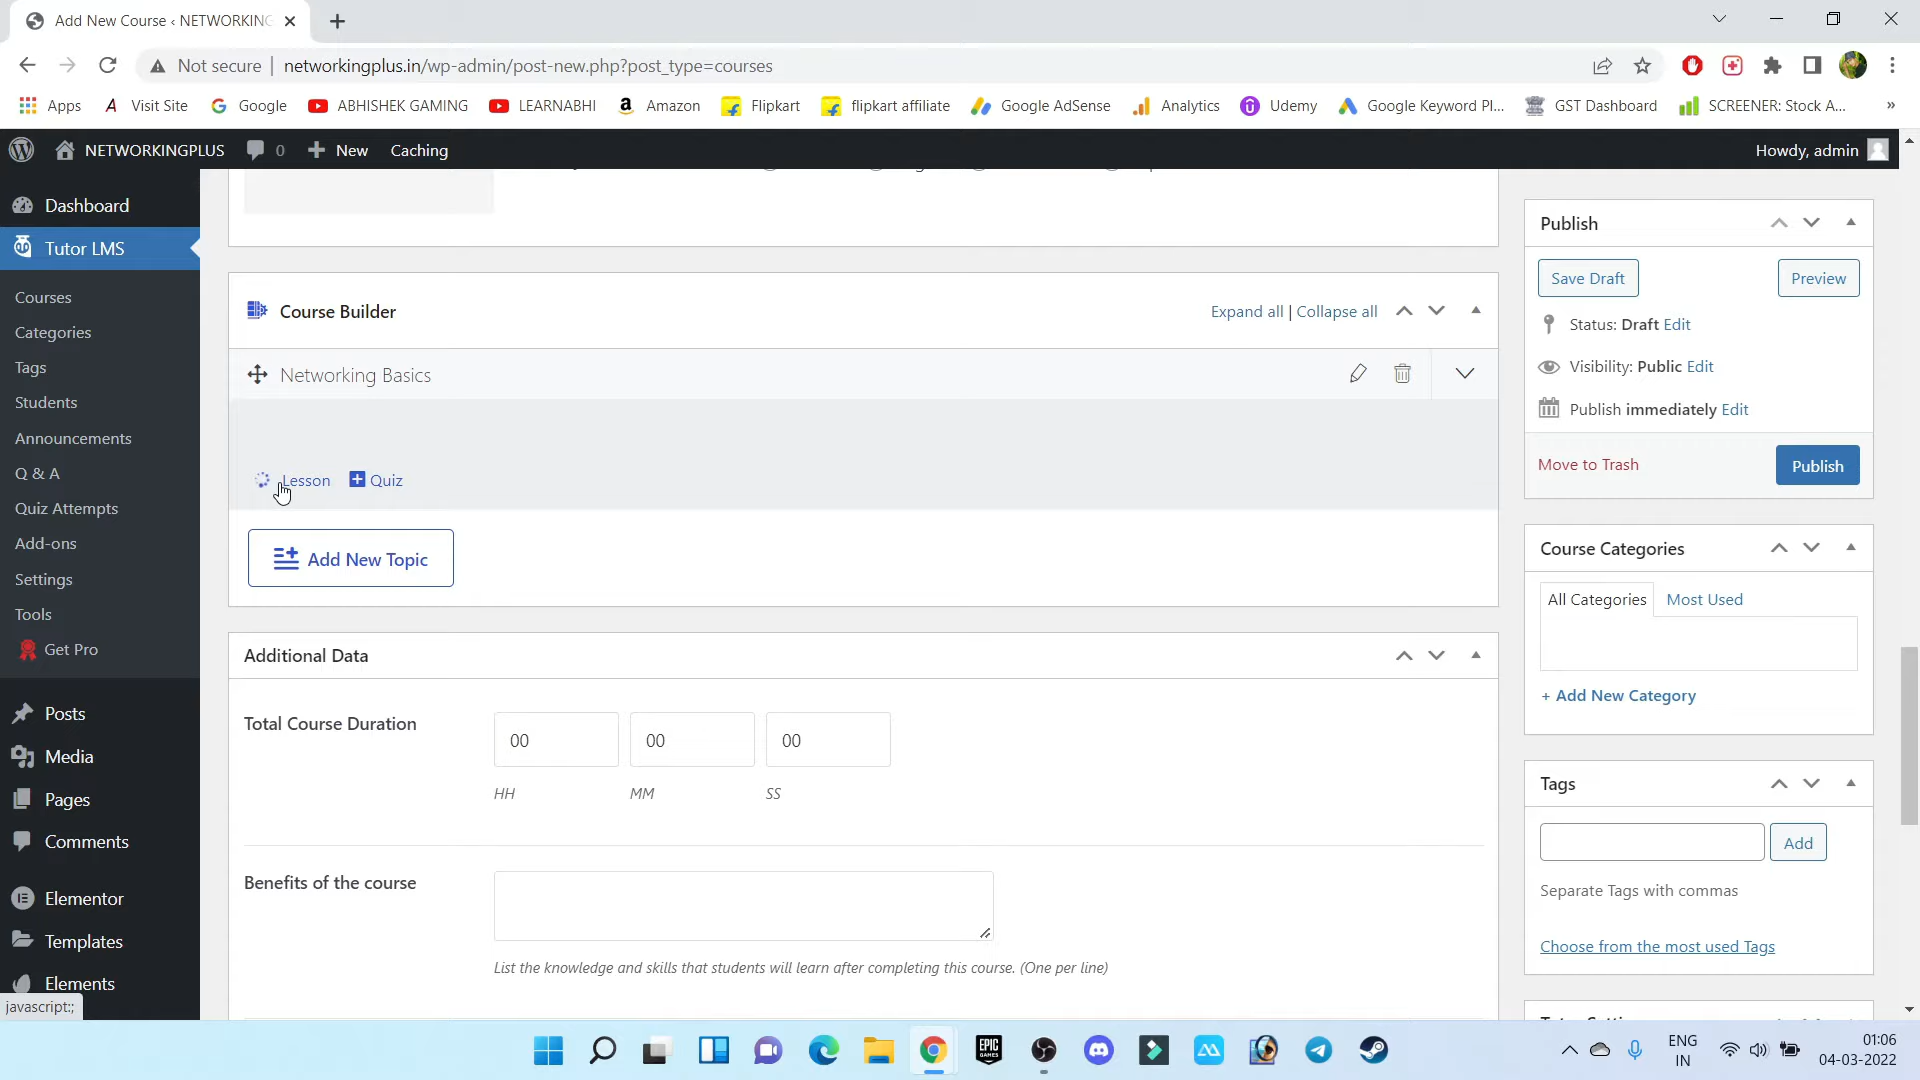 Add New Course ‹ NETWORKING
Not secure
networkingplus.in/wp-admin/post-new.php?post_type=courses
Apps
Visit Site
Google
ABHISHEK GAMING
LEARNABHI
Amazon
Flipkart
flipkart affiliate
Google AdSense
Analytics
Udemy
Google Keyword Pl...
GST Dashboard
SCREENER: Stock A...
»
NETWORKINGPLUS
0
New
Caching
Howdy, admin
Dashboard
Tutor LMS
Courses
Categories
Tags
Students
Announcements
Q & A
Quiz Attempts
Add-ons
Settings
Tools
Get Pro
Posts
Media
Pages
Comments
Elementor
Templates
Elements
javascript:;
Course Builder
Expand all | Collapse all
Networking Basics
Lesson
Quiz
Add New Topic
Additional Data
Total Course Duration
00
00
00
HH
MM
SS
Benefits of the course
List the knowledge and skills that students will learn after completing this course. (One per line)
Publish
Save Draft
Preview
Status: Draft Edit
Visibility: Public Edit
Publish immediately Edit
Move to Trash
Publish
Course Categories
All Categories
Most Used
+ Add New Category
Tags
Add
Separate Tags with commas
Choose from the most used Tags
EPIC
GAMES
ENG
IN
01:06
04-03-2022